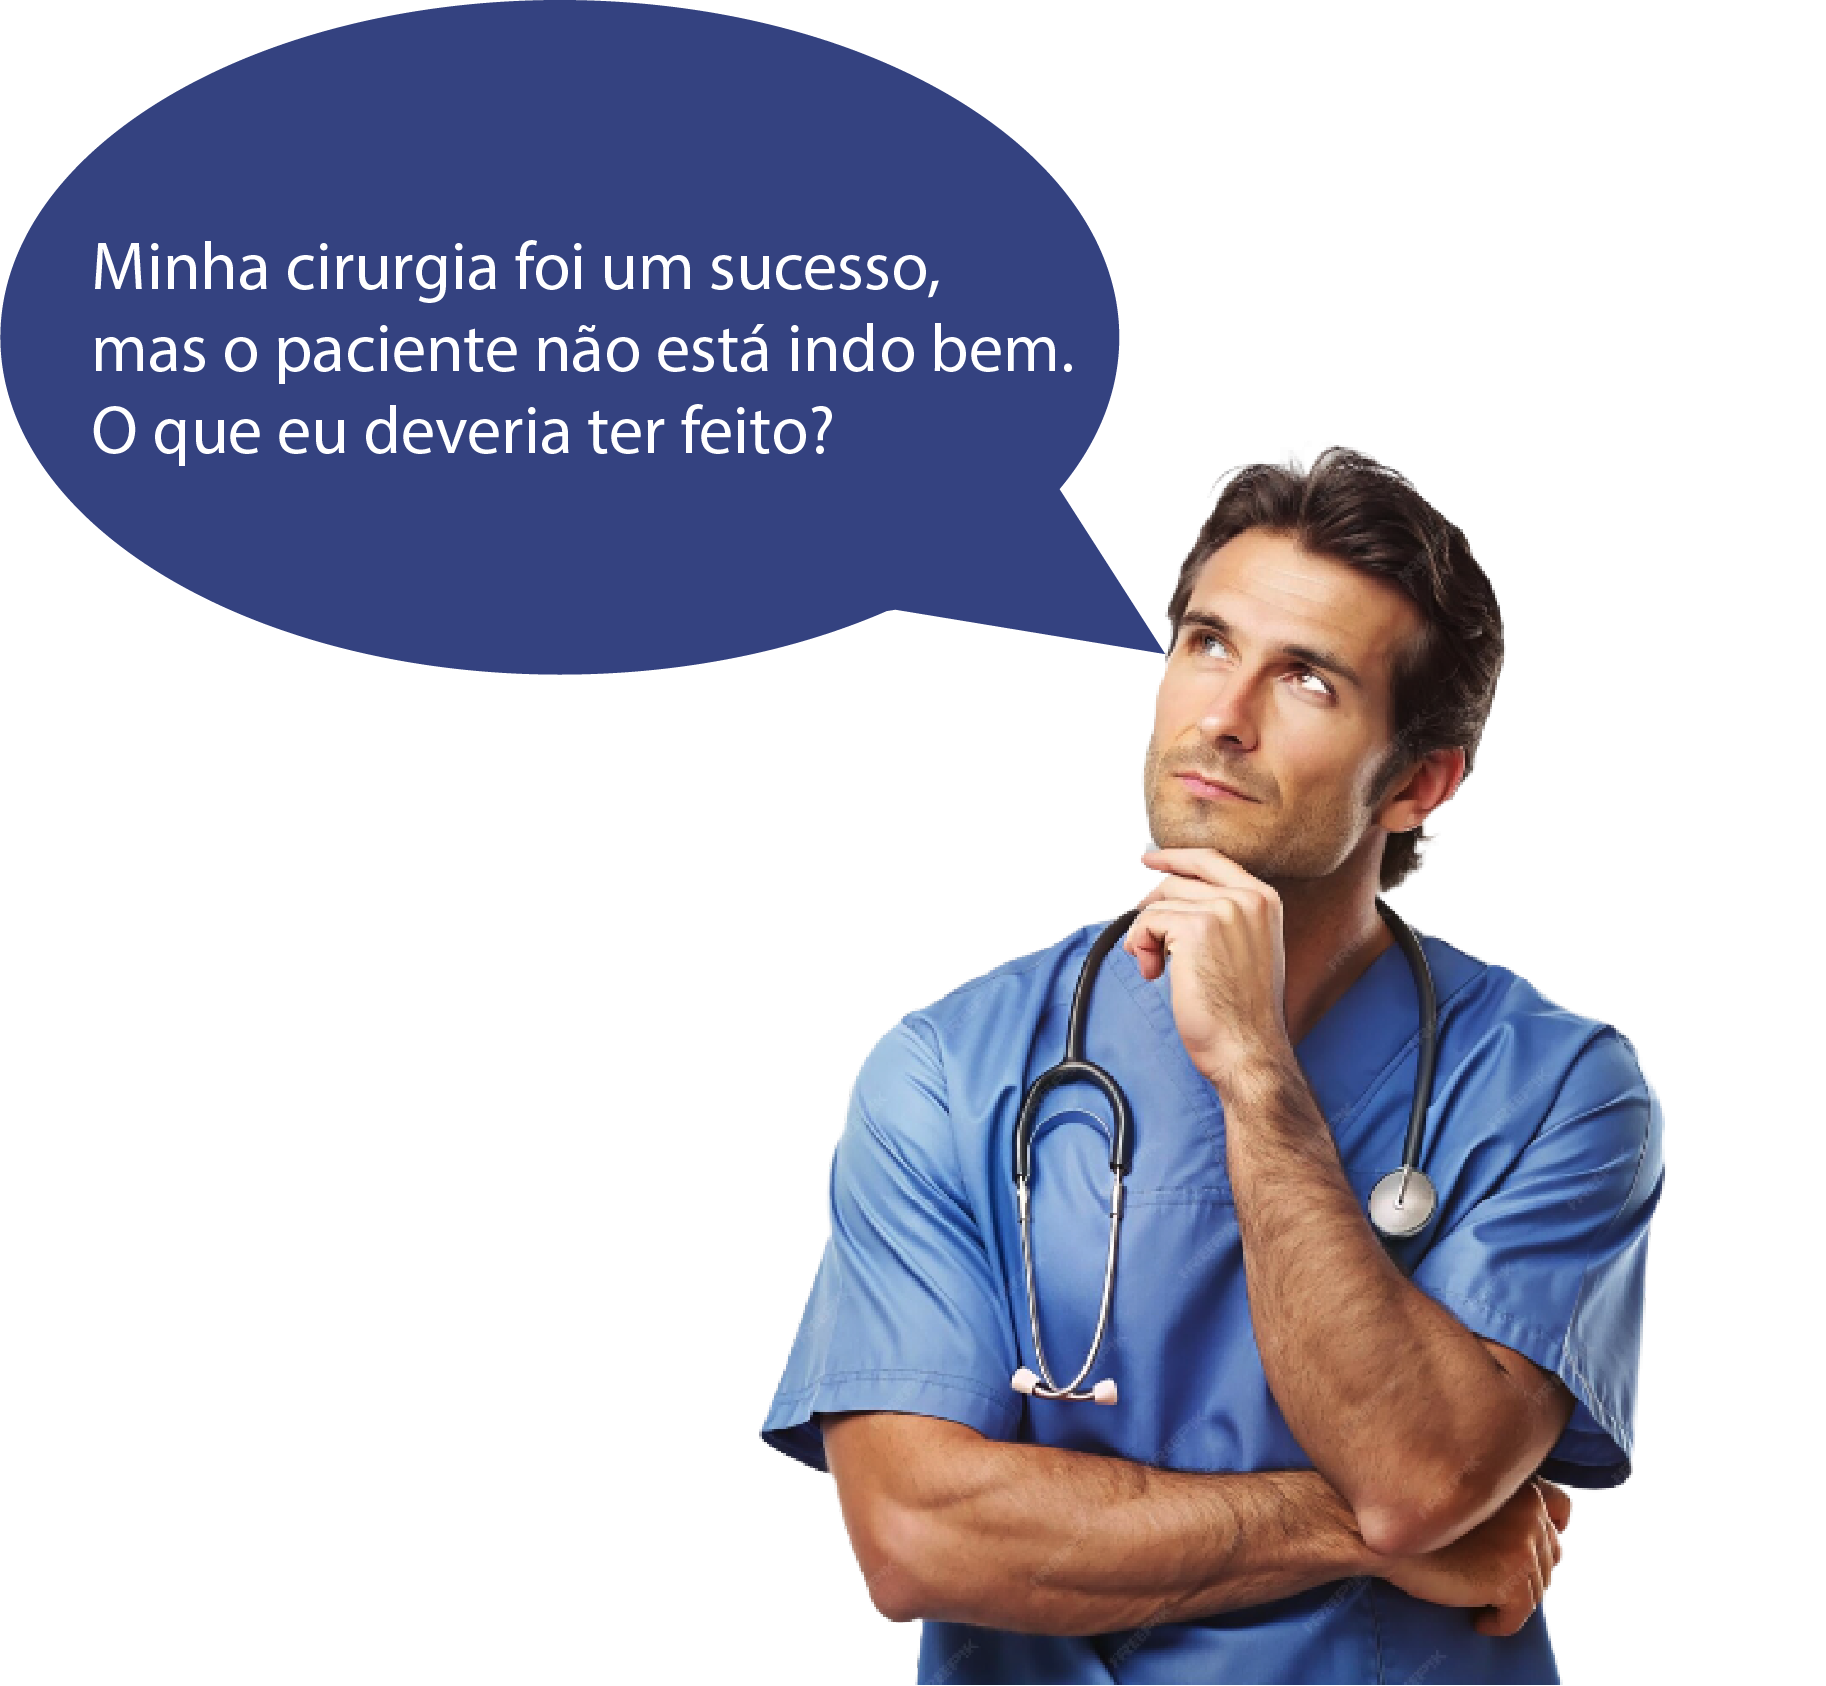 Minha cirurgia foi um sucesso,
mas o paciente não está indo bem.
O que eu deveria ter feito?